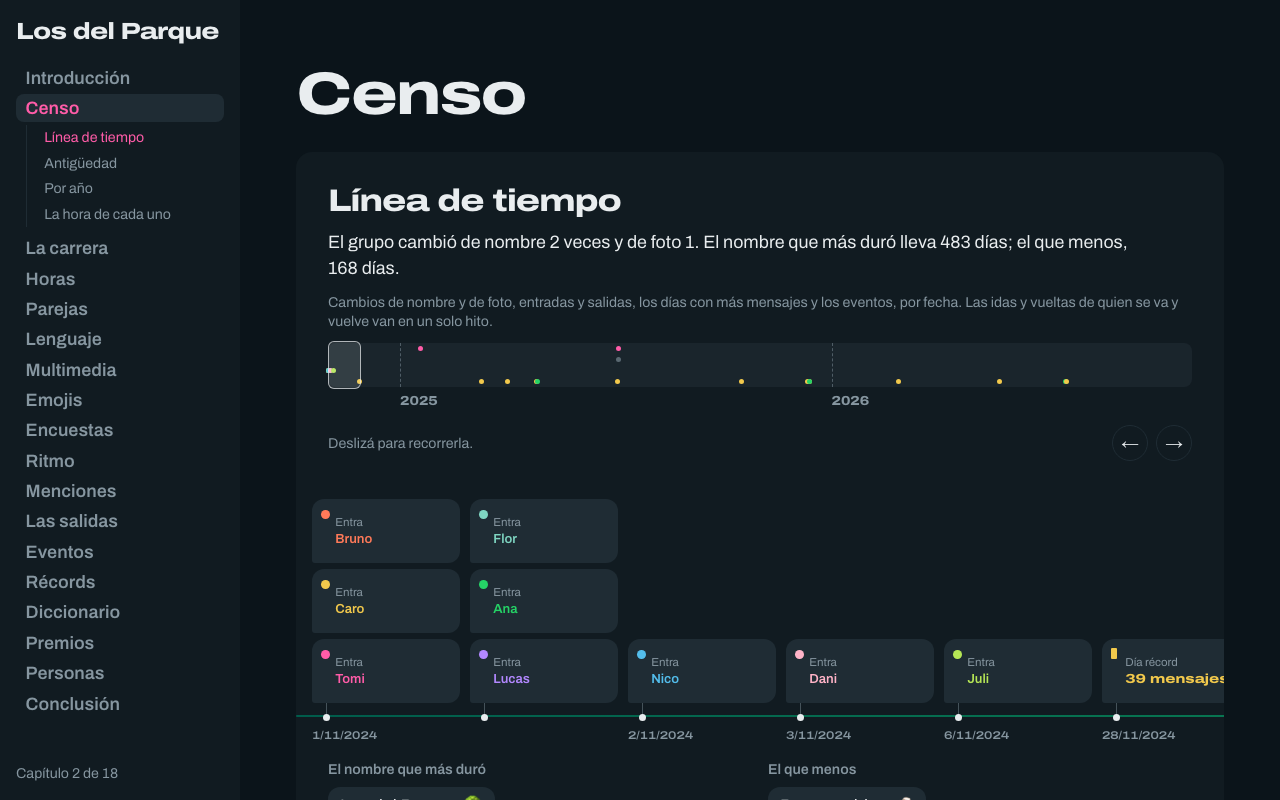 Los del Parque
Introducción
Censo
Línea de tiempo
Antigüedad
Por año
La hora de cada uno
La carrera
Horas
Parejas
Lenguaje
Multimedia
Emojis
Encuestas
Ritmo
Menciones
Las salidas
Eventos
Récords
Diccionario
Premios
Personas
Conclusión
Capítulo 2 de 18
Censo
Línea de tiempo
El grupo cambió de nombre 2 veces y de foto 1. El nombre que más duró lleva 483 días; el que menos,
168 días.
Cambios de nombre y de foto, entradas y salidas, los días con más mensajes y los eventos, por fecha. Las idas y vueltas de quien se va y
vuelve van en un solo hito.
2025 2026
Deslizá para recorrerla.
← →
Entra Entra
Bruno Flor
Entra Entra
Caro Ana
Entra Entra Entra Entra Entra Día récord
Tomi Lucas Nico Dani Juli 39 mensajes
1/11/2024 2/11/2024 3/11/2024 6/11/2024 28/11/2024
El nombre que más duró El que menos